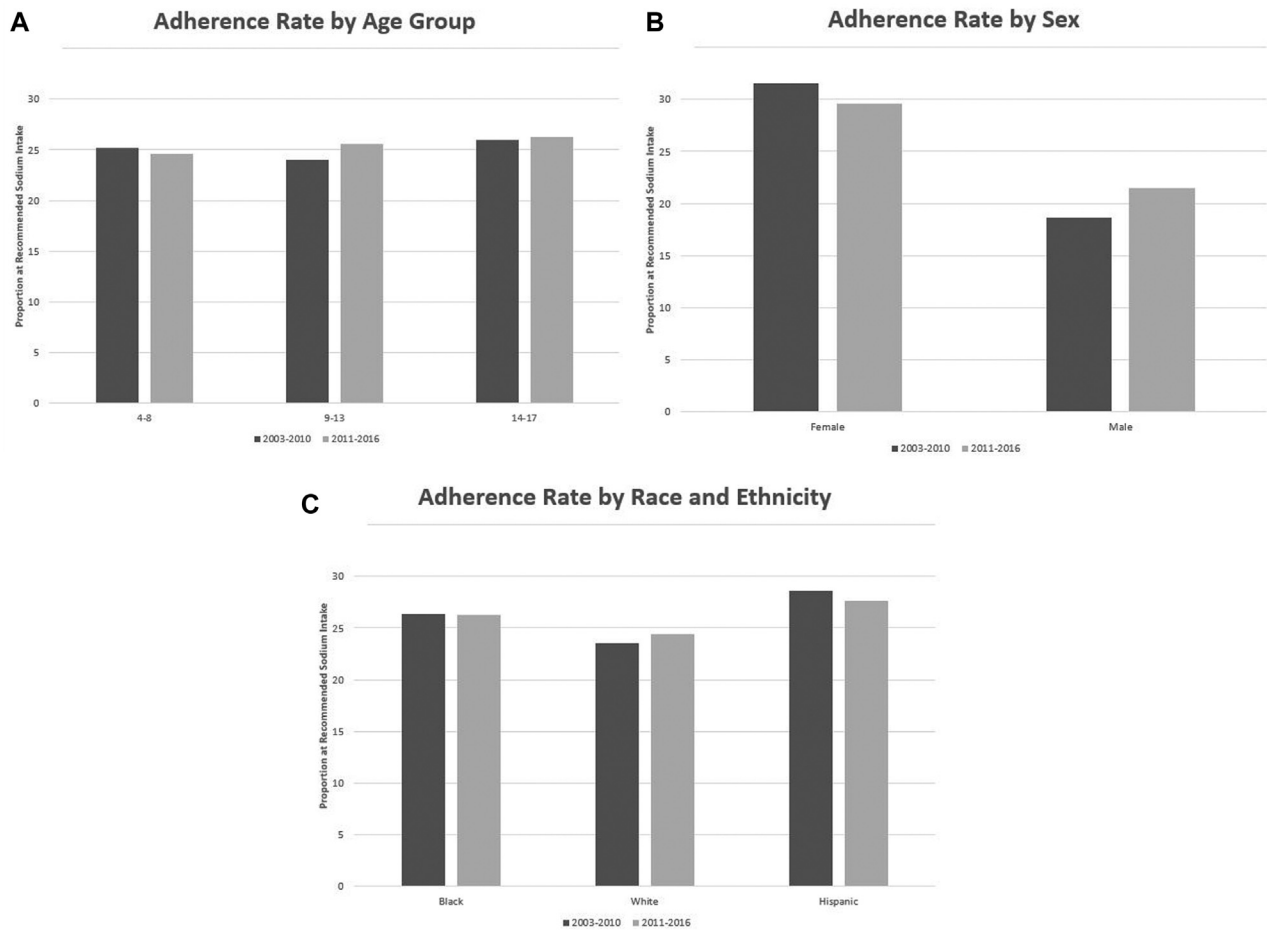 A
Adherence Rate by Age Group
Proportion at Recommended Sodium Intake
30
25
20
15
10
5
0
4-8
9-13
14-17
2003-2010
2011-2016
B
Adherence Rate by Sex
Proportion at Recommended Sodium Intake
30
25
20
15
10
5
0
Female
Male
2003-2010
2011-2016
C
Adherence Rate by Race and Ethnicity
Proportion at Recommended Sodium Intake
30
25
20
15
10
5
0
Black
White
Hispanic
2003-2010
2011-2016